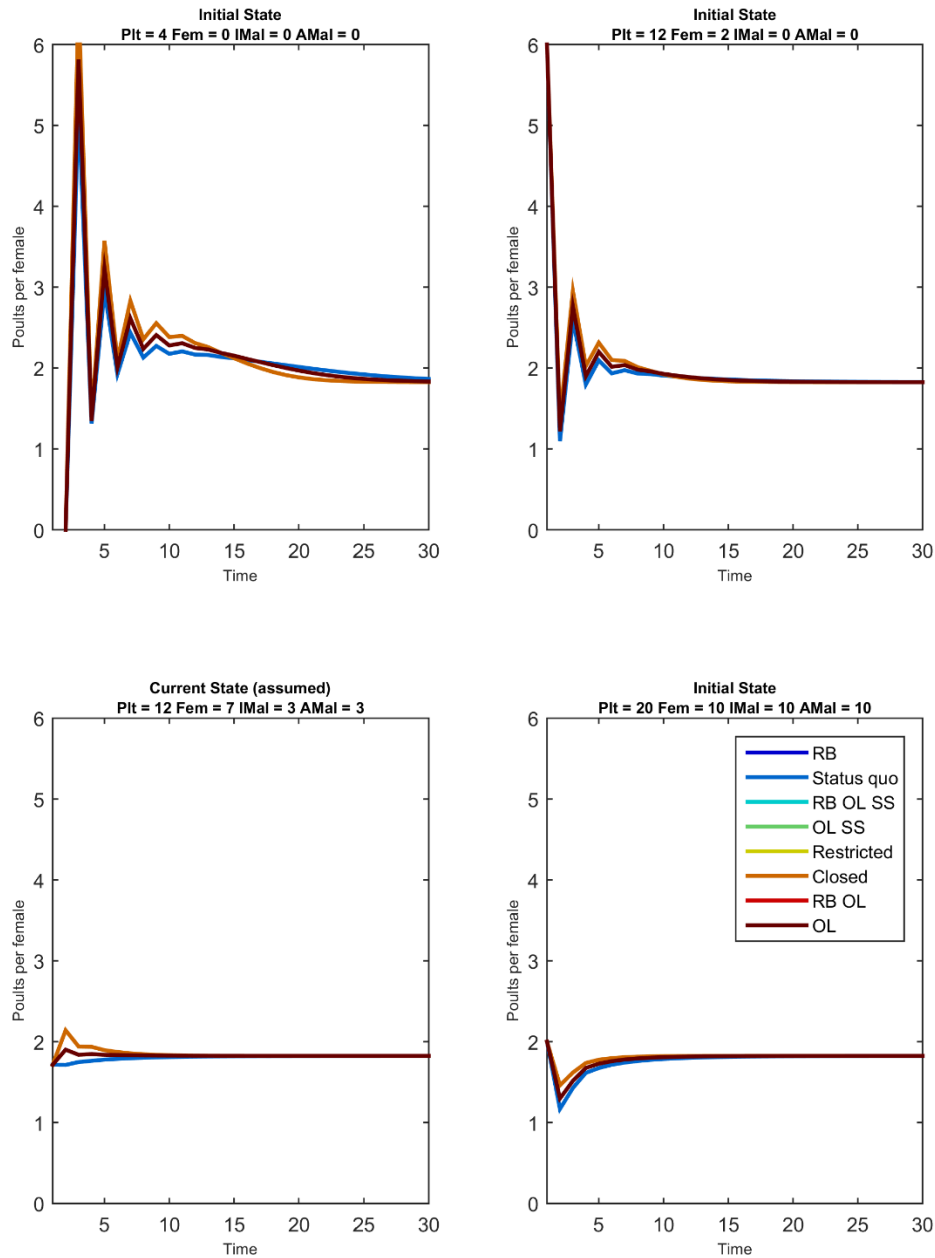 Initial State
Plt = 4 Fem = 0 IMal = 0 AMal = 0
6
5
4
3
2
1
0
Poults per female
5
10
15
20
25
30
Time
Initial State
Plt = 12 Fem = 2 IMal = 0 AMal = 0
6
5
4
3
2
1
0
Poults per female
5
10
15
20
25
30
Time
Current State (assumed)
Plt = 12 Fem = 7 IMal = 3 AMal = 3
6
5
4
3
2
1
0
Poults per female
5
10
15
20
25
30
Time
Initial State
Plt = 20 Fem = 10 IMal = 10 AMal = 10
6
5
4
3
2
1
0
Poults per female
RB
Status quo
RB OL SS
OL SS
Restricted
Closed
RB OL
OL
5
10
15
20
25
30
Time